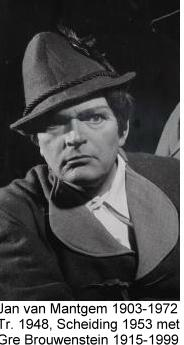 Jan van Mantgem 1903-1972
Tr. 1948, Scheiding 1953 met
Gre Brouwenstein 1915-1999